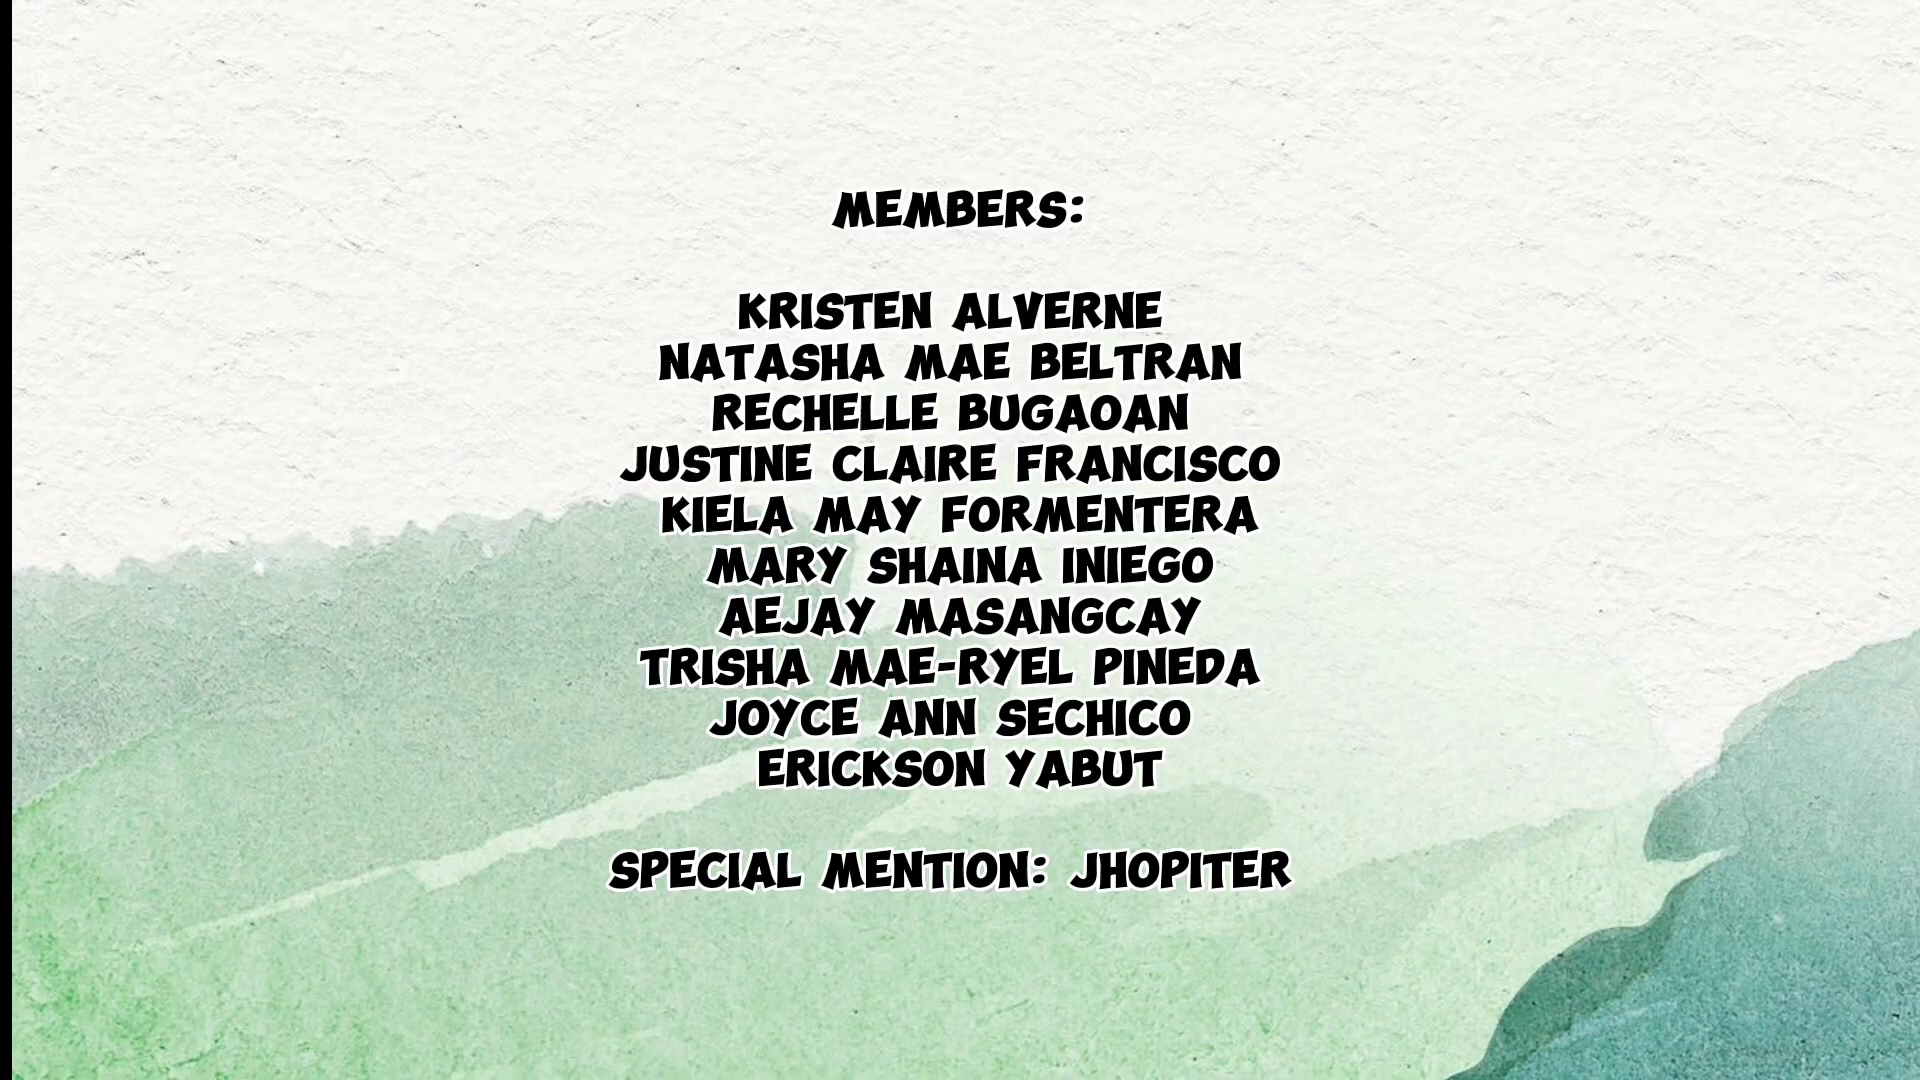 MEMBERS:
KRISTEN ALVERNE
NATASHA MAE BELTRAN
RECHELLE BUGAOAN
JUSTINE CLAIRE FRANCISCO
KIELA MAY FORMENTERA
MARY SHAINA INIEGO
AEJAY MASANGCAY
TRISHA MAE-RYEL PINEDA
JOYCE ANN SECHICO
ERICKSON YABUT
SPECIAL MENTION: JHOPITER